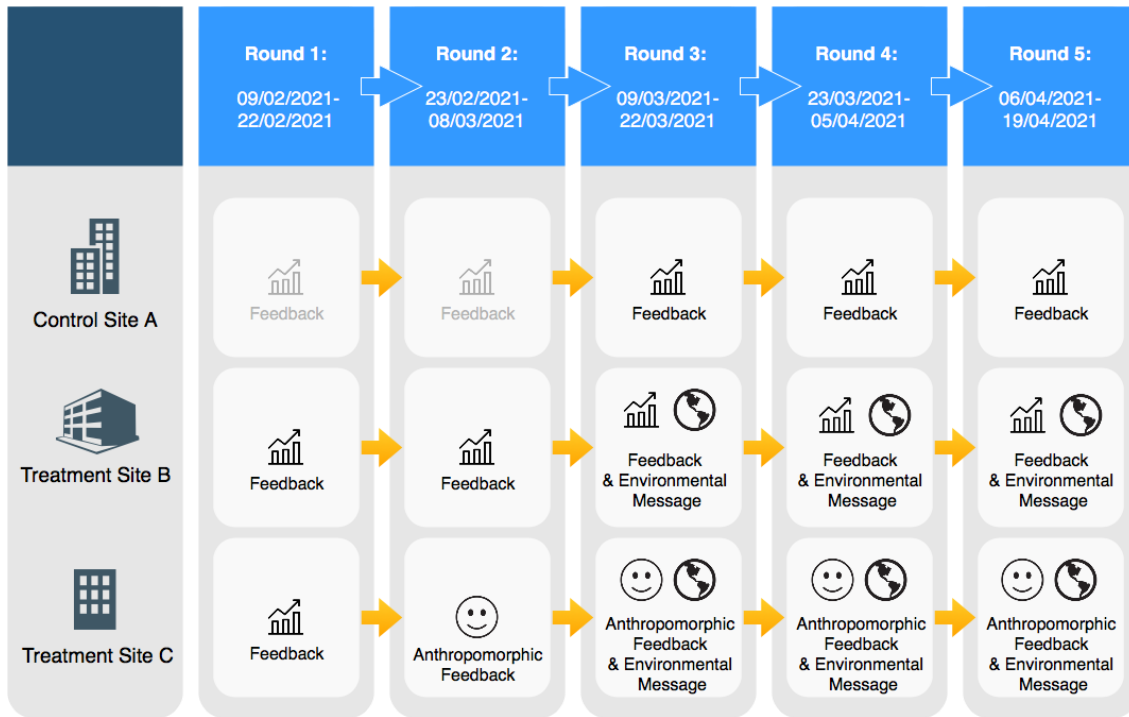 Round 1:
09/02/2021-
22/02/2021
Round 2:
23/02/2021-
08/03/2021
Round 3:
09/03/2021-
22/03/2021
Round 4:
23/03/2021-
05/04/2021
Round 5:
06/04/2021-
19/04/2021
Control Site A
Feedback
Feedback
Feedback
Feedback
Feedback
Treatment Site B
Feedback
Feedback
Feedback
& Environmental
Message
Feedback
& Environmental
Message
Feedback
& Environmental
Message
Treatment Site C
Feedback
Anthropomorphic
Feedback
Anthropomorphic
Feedback
& Environmental
Message
Anthropomorphic
Feedback
& Environmental
Message
Anthropomorphic
Feedback
& Environmental
Message